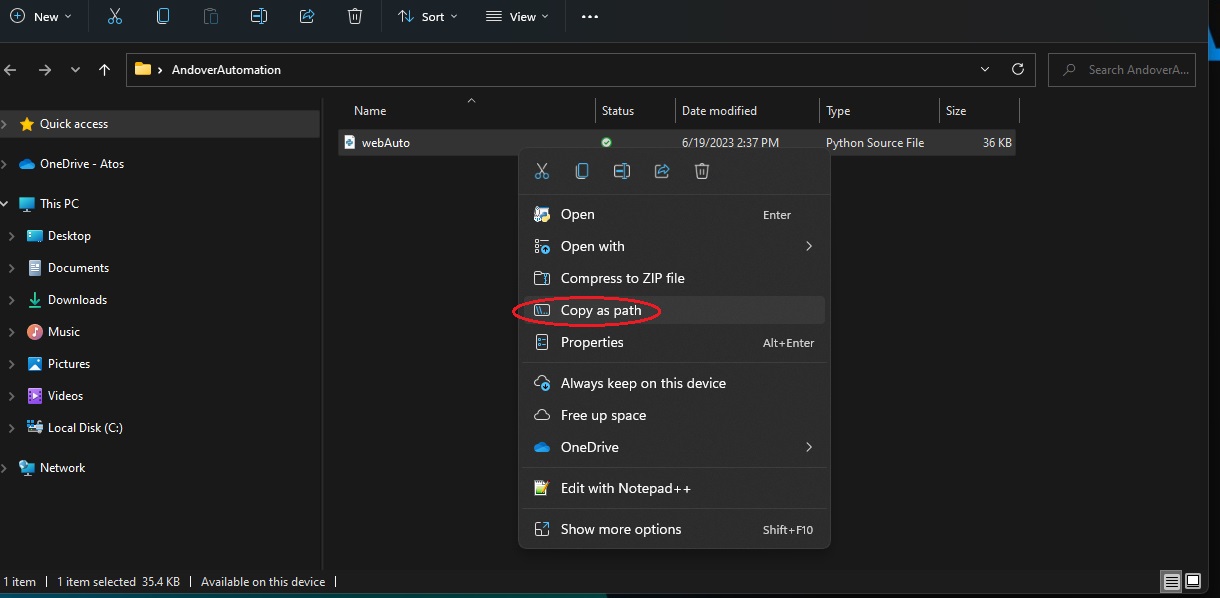 New
Sort
View
AndoverAutomation
Search AndoverA...
Name
Status
Date modified
Type
Size
Quick access
webAuto
6/19/2023 2:37 PM
Python Source File
36 KB
OneDrive - Atos
This PC
Desktop
Documents
Downloads
Music
Pictures
Videos
Local Disk (C:)
Network
Open
Enter
Open with
Compress to ZIP file
Copy as path
Properties
Alt+Enter
Always keep on this device
Free up space
OneDrive
Edit with Notepad++
Show more options
Shift+F10
1 item
1 item selected 35.4 KB
Available on this device